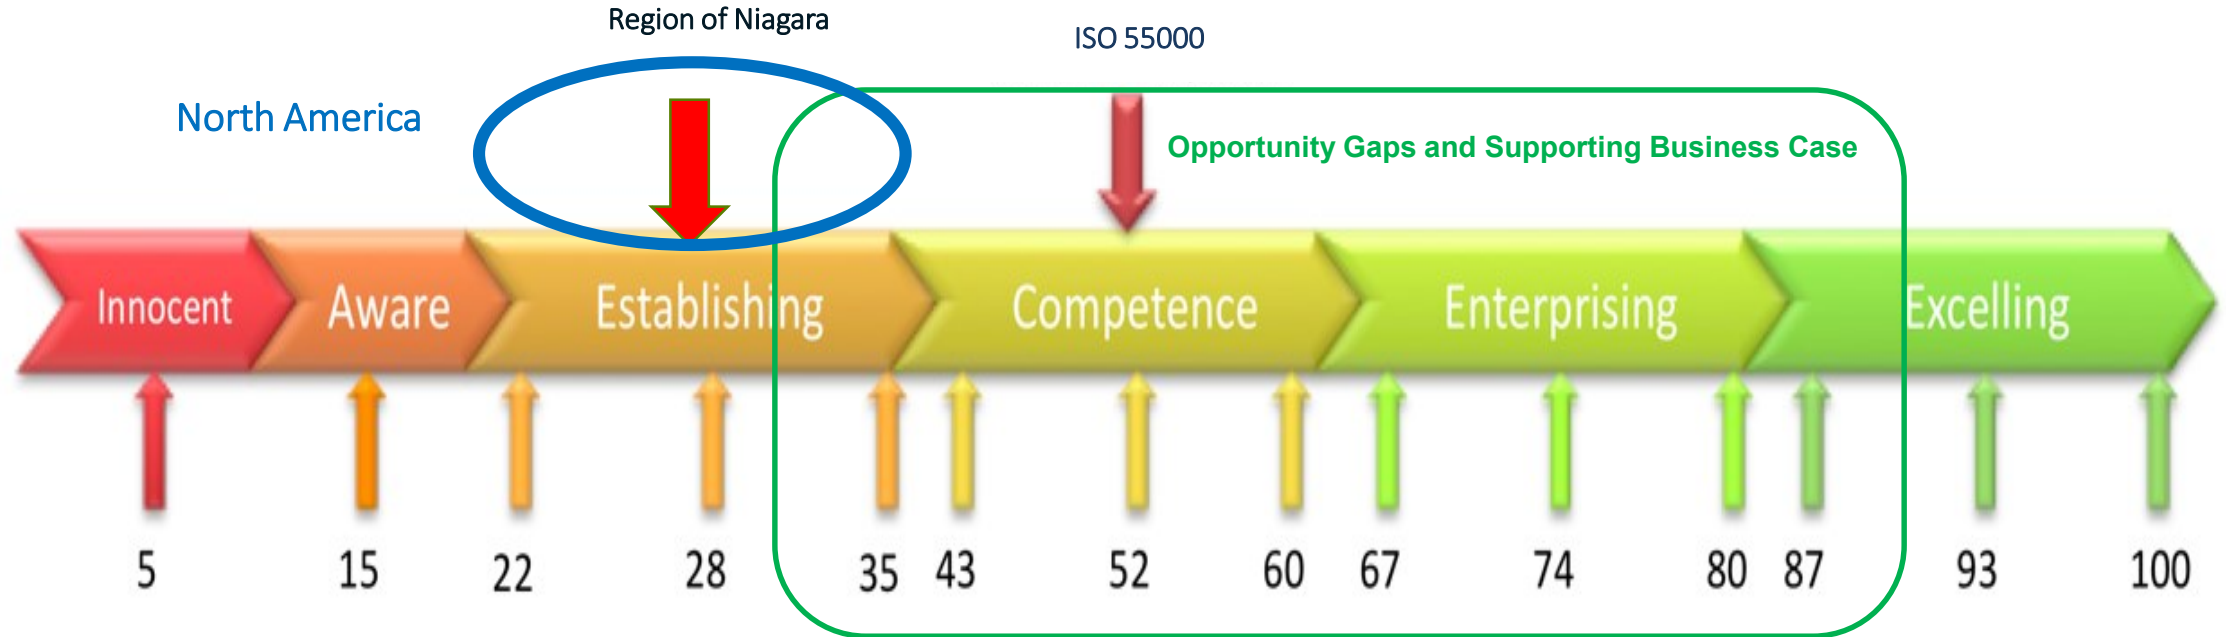 Region of Niagara
ISO 55000
North America
Opportunity Gaps and Supporting Business Case
Innocent Aware Establishing Competence Enterprising Excelling
5 15 22 28 35 43 52 60 67 74 80 87 93 100